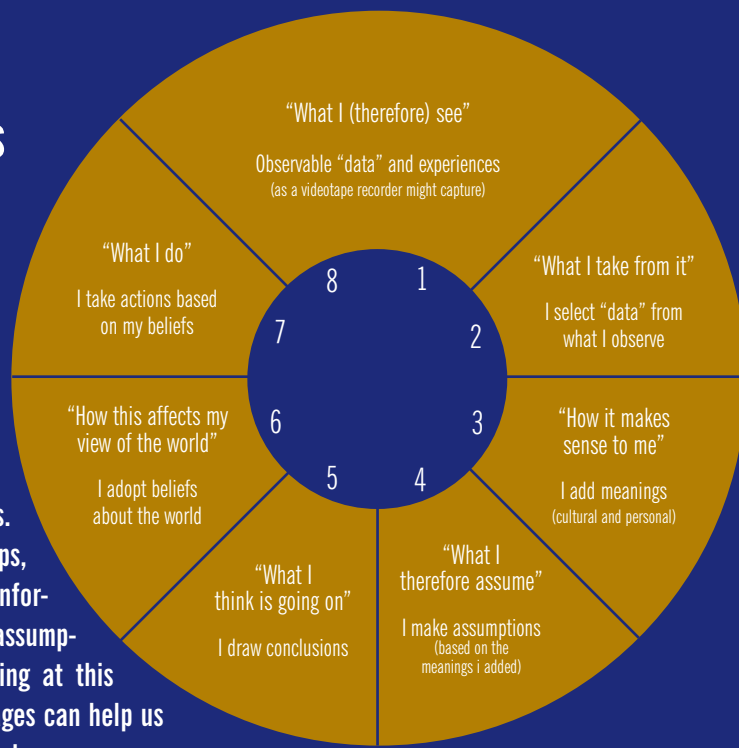 s
“What I (therefore) see”
Observable “data” and experiences
(as a videotape recorder might capture)
“What I take from it”
I select “data” from
what I observe
“How it makes
sense to me”
I add meanings
(cultural and personal)
“What I
therefore assume”
I make assumptions
(based on the
meanings i added)
“What I
think is going on”
I draw conclusions
“How this affects my
view of the world”
I adopt beliefs
about the world
“What I do”
I take actions based
on my beliefs
8 1
7 2
6 3
5 4
s.
ps,
nfor-
assump-
ing at this
ges can help us